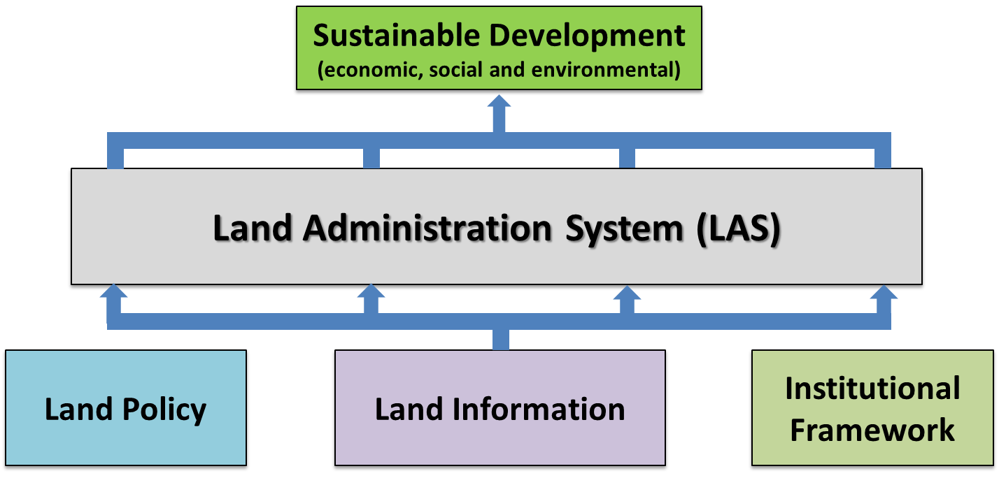 Sustainable Development
(economic, social and environmental)
Land Administration System (LAS)
Land Policy
Land Information
Institutional
Framework